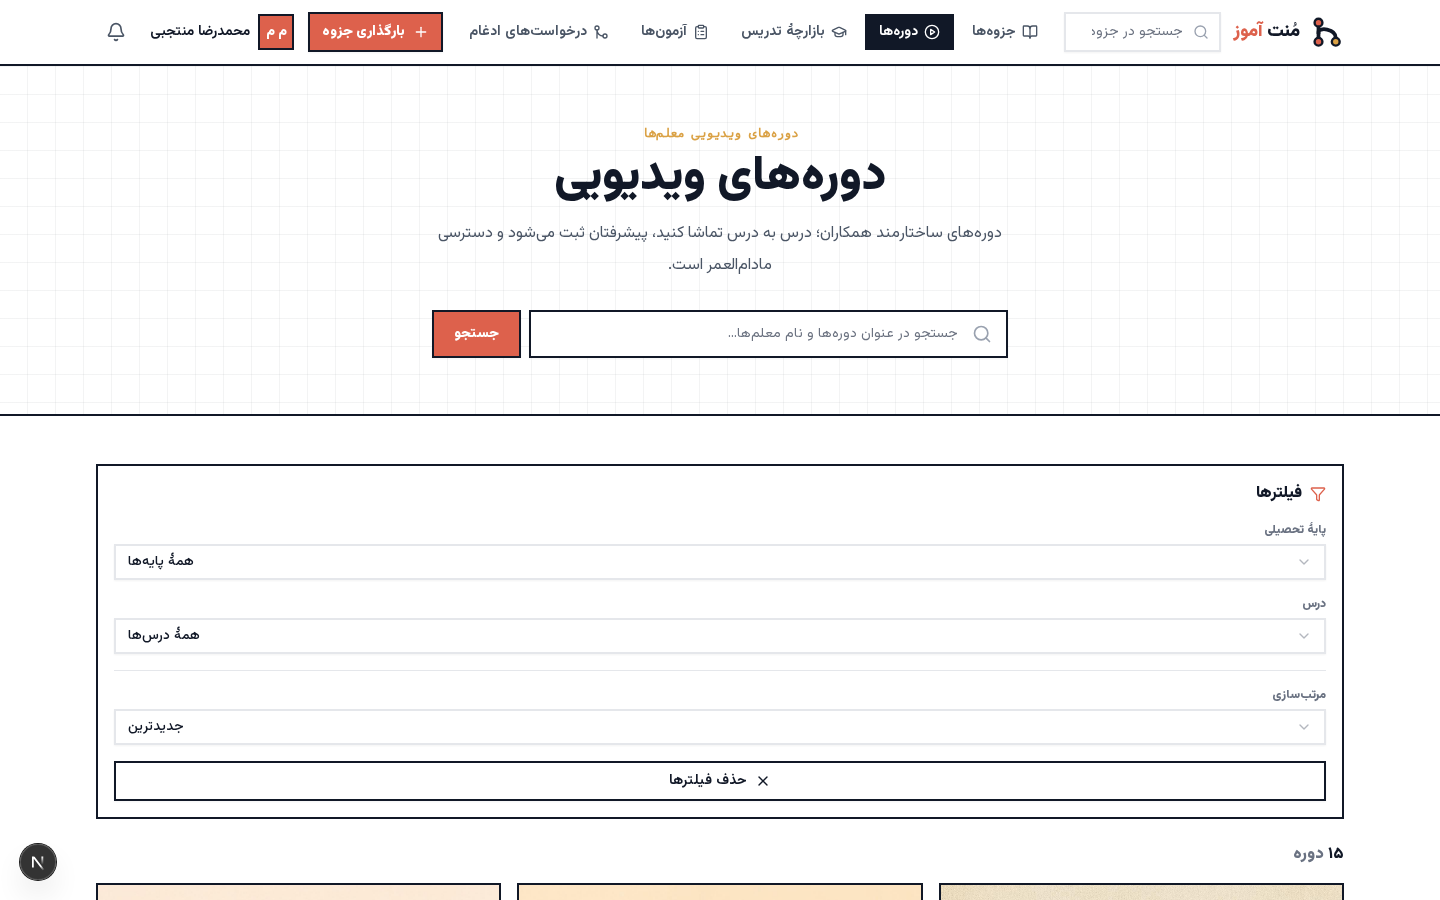 مُنت آموز
جستجو در جزوه
جزوه‌ها
دوره‌ها
بازارچهٔ تدریس
آزمون‌ها
درخواست‌های ادغام
بارگذاری جزوه
م م
محمدرضا منتجبی
دوره‌های ویدیویی معلم‌ها
دوره‌های ویدیویی
دوره‌های ساختارمند همکاران؛ درس به درس تماشا کنید، پیشرفتان ثبت می‌شود و دسترسی
مادام‌العمر است.
جستجو در عنوان دوره‌ها و نام معلم‌ها...
جستجو
فیلترها
پایهٔ تحصیلی
همهٔ پایه‌ها
درس
همهٔ درس‌ها
مرتب‌سازی
جدیدترین
حذف فیلترها
۱۵ دوره
N